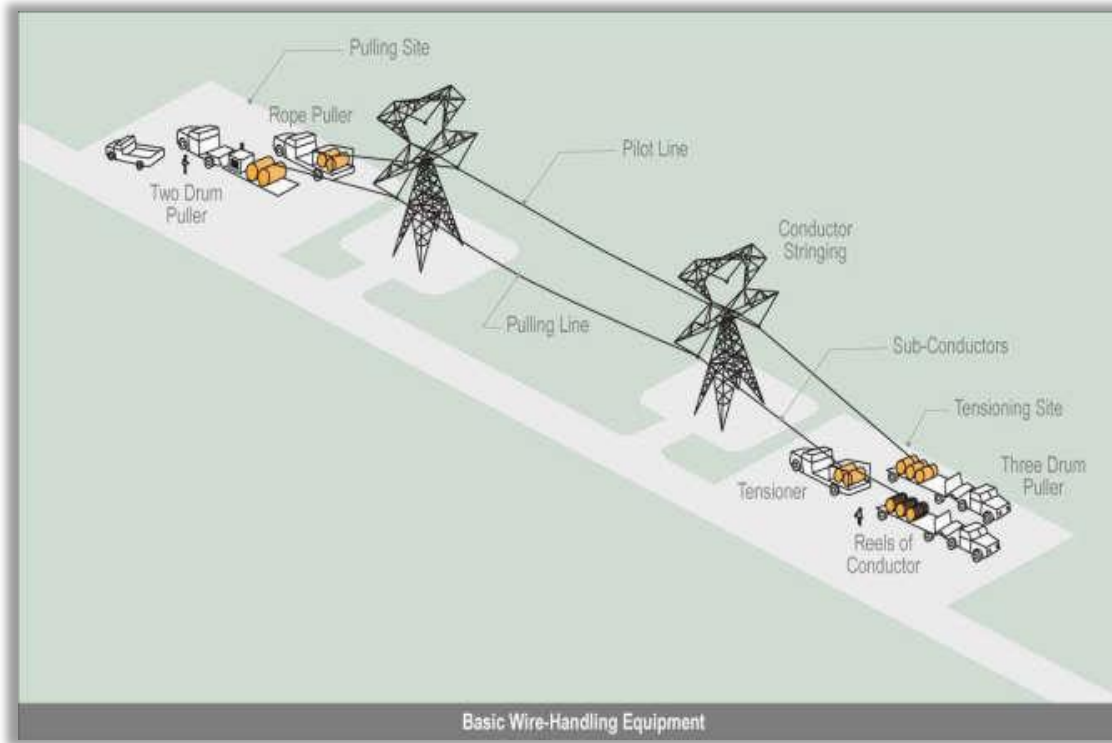 Pulling Site
Rope Puller
Pilot Line
Two Drum
Puller
Conductor
Stringing
Pulling Line
Sub-Conductors
Tensioning Site
Three Drum
Puller
Tensioner
Reels of
Conductor
Basic Wire-Handling Equipment